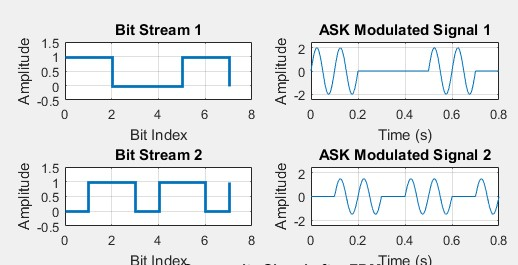 Bit Stream 1
ASK Modulated Signal 1
Amplitude
1.5
1
0.5
0
-0.5
0 2 4 6 8
Bit Index
Amplitude
2
0
-2
0 0.2 0.4 0.6 0.8
Time (s)
Bit Stream 2
ASK Modulated Signal 2
Amplitude
1.5
1
0.5
0
-0.5
0 2 4 6 8
Bit Index
Amplitude
2
0
-2
0 0.2 0.4 0.6 0.8
Time (s)